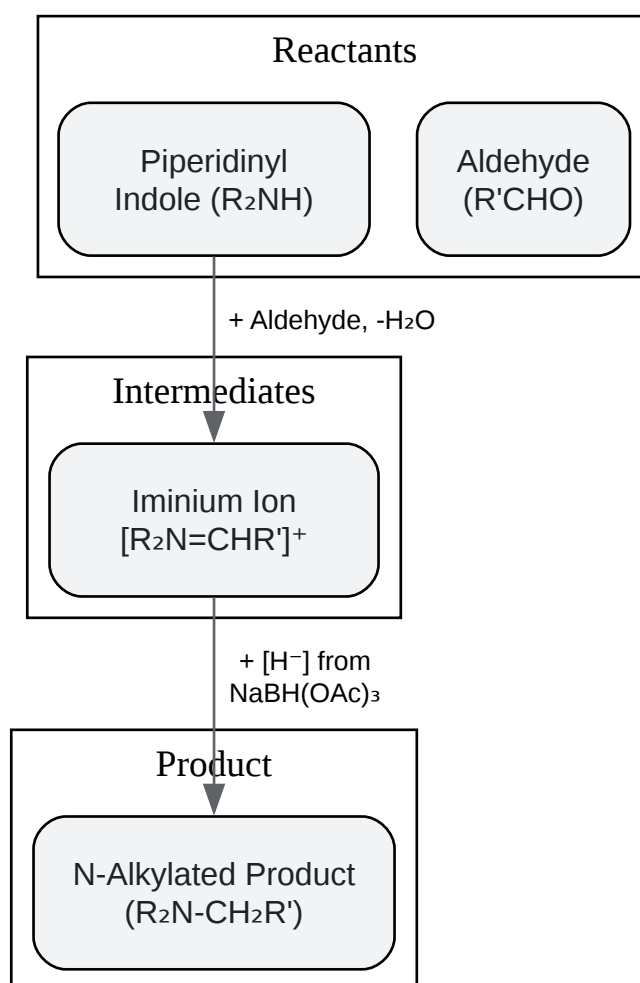 Reactants
Piperidinyl
Indole (R₂NH)
Aldehyde
(R'CHO)
+ Aldehyde, -H₂O
Intermediates
Iminium Ion
[R₂N=CHR']⁺
+ [H⁻] from
NaBH(OAc)₃
Product
N-Alkylated Product
(R₂N-CH₂R')